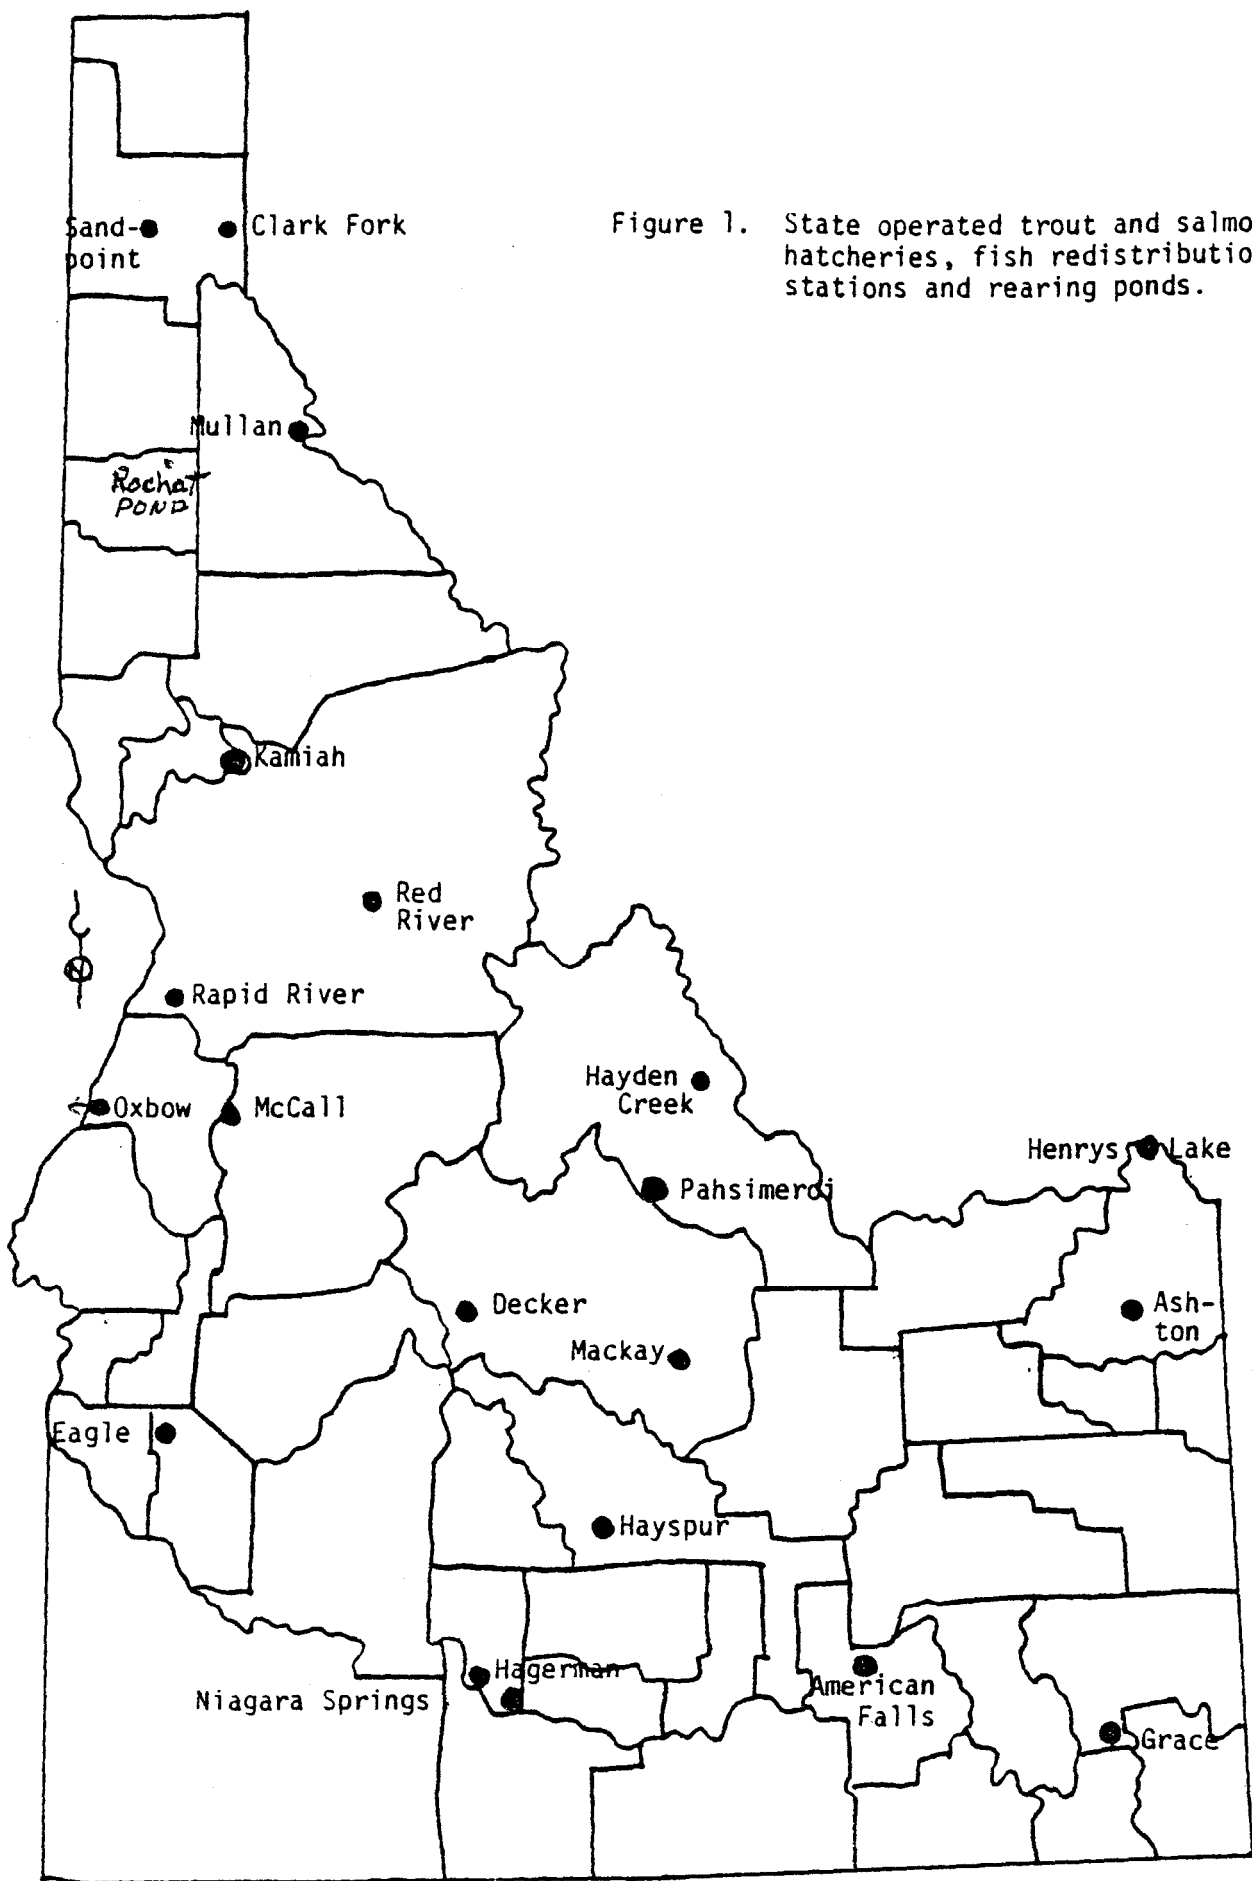 Figure 1. State operated trout and salmo
hatcheries, fish redistributio
stations and rearing ponds.
Sand-
point
Clark Fork
Mullan
Rochat
POND
Kamiah
Red
River
N
Rapid River
Hayden
Creek
Oxbow
McCall
Henrys Lake
Pahsimeroi
Decker
Ash-
ton
Mackay
Eagle
Hayspur
Hagerman
Niagara Springs
American
Falls
Grace